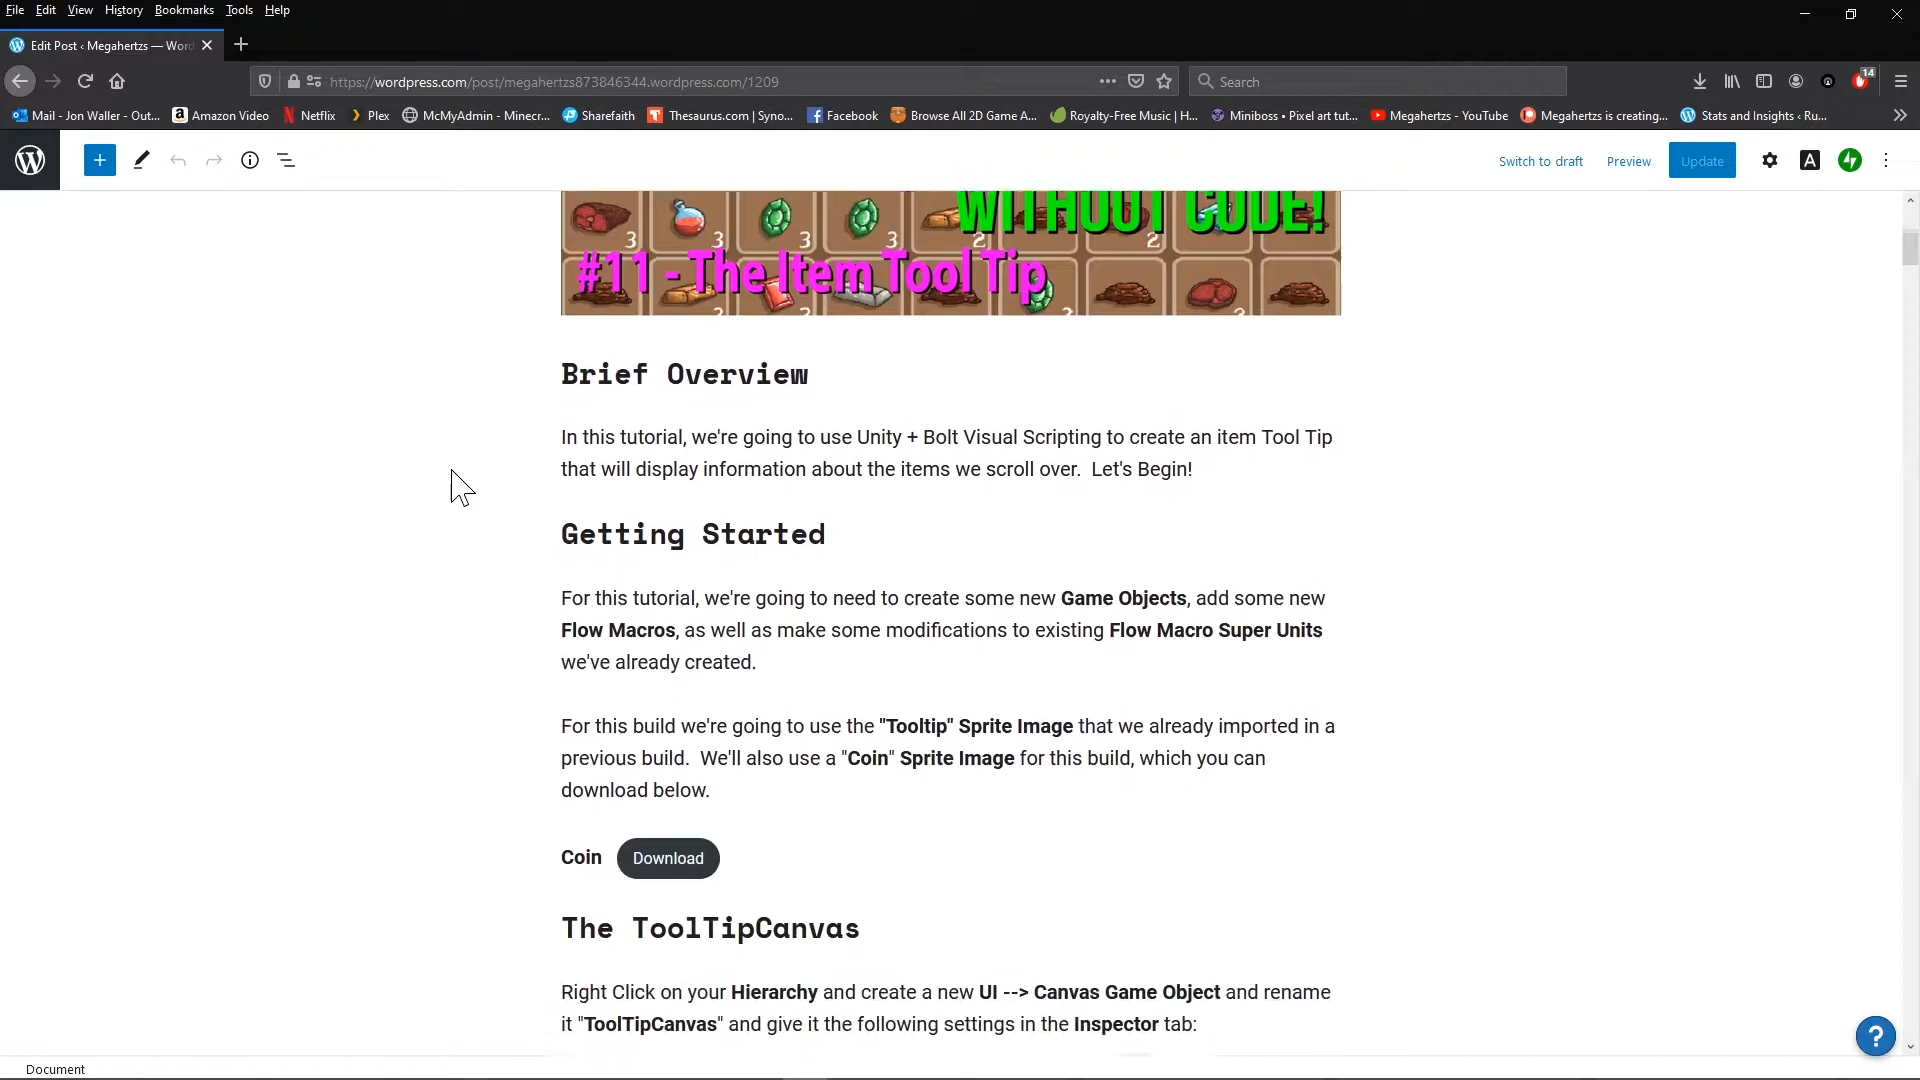 File Edit View History Bookmarks Tools Help
Edit Post ‹ Megahertzs — Word
https://wordpress.com/post/megahertzs873846344.wordpress.com/1209
Search
14
Mail - Jon Waller - Out... Amazon Video Netflix Plex McMyAdmin - Minecr... Sharefaith Thesaurus.com | Syno... Facebook Browse All 2D Game A... Royalty-Free Music | H... Miniboss • Pixel art tut... Megahertzs - YouTube Megahertzs is creating... Stats and Insights ‹ Ru...
Switch to draft Preview Update
WITHOUT CODE!
3 3 3 3 2 2
#11 - The Item Tool Tip
Brief Overview
In this tutorial, we're going to use Unity + Bolt Visual Scripting to create an item Tool Tip
that will display information about the items we scroll over. Let's Begin!
Getting Started
For this tutorial, we're going to need to create some new Game Objects, add some new
Flow Macros, as well as make some modifications to existing Flow Macro Super Units
we've already created.
For this build we're going to use the "Tooltip" Sprite Image that we already imported in a
previous build. We'll also use a "Coin" Sprite Image for this build, which you can
download below.
Coin Download
The ToolTipCanvas
Right Click on your Hierarchy and create a new UI --> Canvas Game Object and rename
it "ToolTipCanvas" and give it the following settings in the Inspector tab:
Document